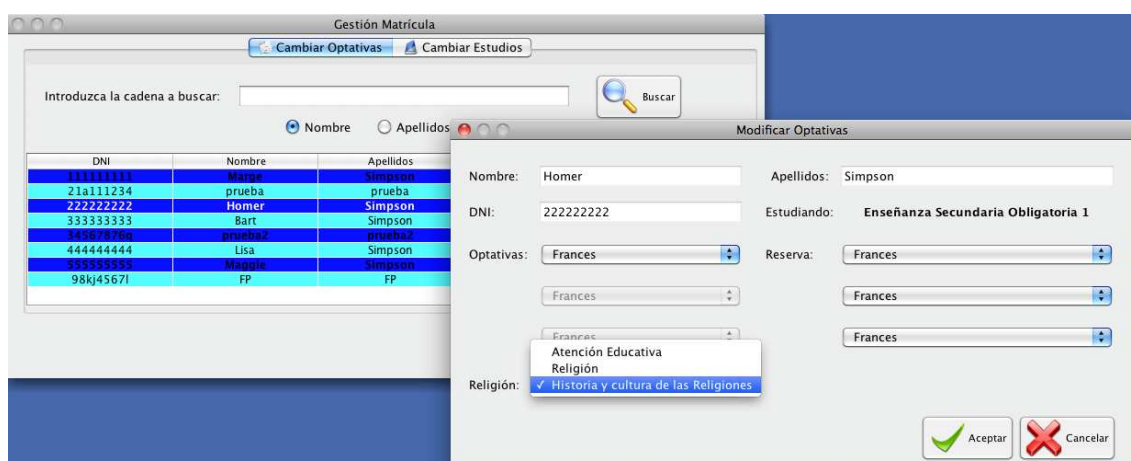 Gestión Matrícula
Cambiar Optativas Cambiar Estudios
Introduzca la cadena a buscar: Buscar
Nombre Apellidos
DNI Nombre Apellidos
111111111 Marge Simpson
21a111234 prueba prueba
222222222 Homer Simpson
333333333 Bart Simpson
34567876q prueba2 prueba2
444444444 Lisa Simpson
555555555 Maggie Simpson
98kj4567l FP FP
Modificar Optativas
Nombre: Homer Apellidos: Simpson
DNI: 222222222 Estudiando: Enseñanza Secundaria Obligatoria 1
Optativas: Frances Reserva: Frances
Frances Frances
Frances Frances
Atención Educativa
Religión
Religión: ✓ Historia y cultura de las Religiones
Aceptar Cancelar